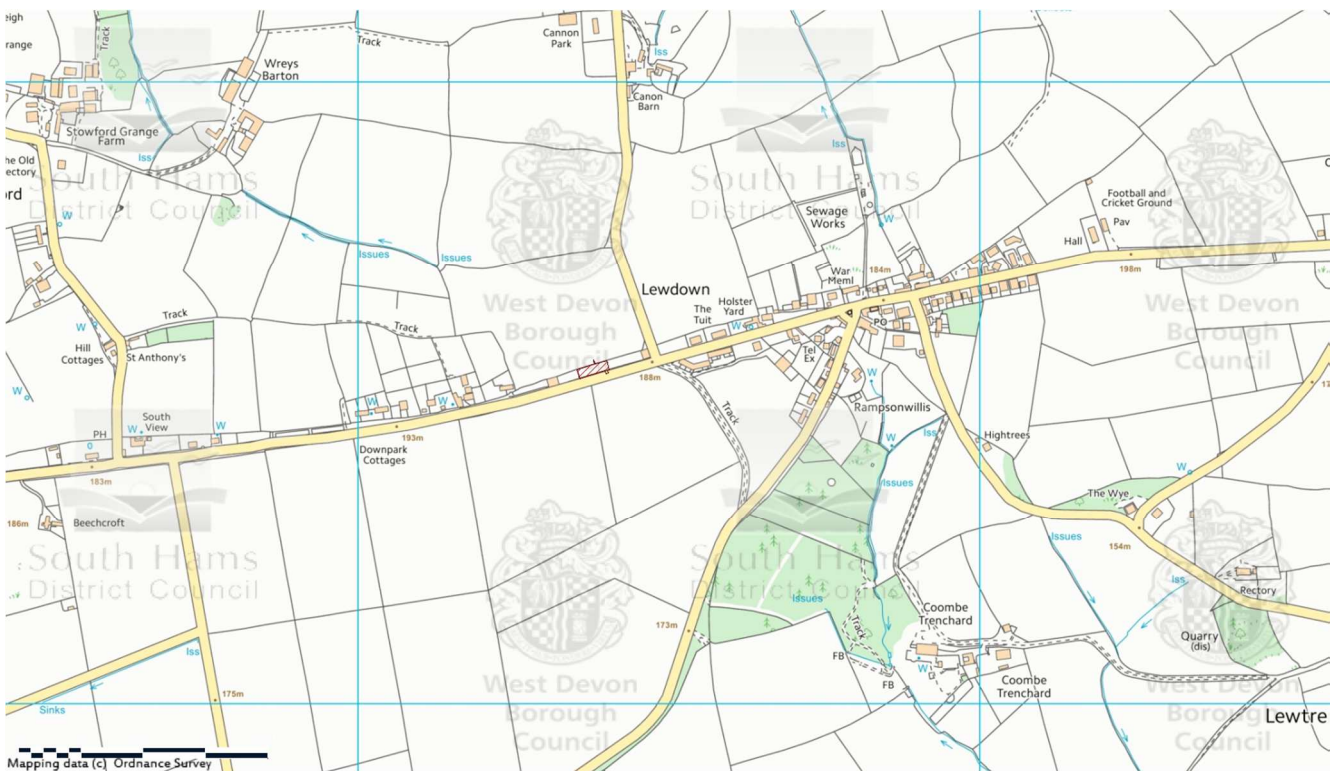 eigh
range
Track
Track
Wreys
Barton
Cannon
Park
Iss
Canon
Barn
Stowford Grange
Farm
Iss
he Old
ectory
ord
W
Issues
Issues
Iss
W
Sewage
Works
Football and
Cricket Ground
Pav
Hall
198m
War
Meml
184m
Lewdown
The
Tuit
Holster
Yard
W
PO
Tel
Ex
188m
Track
Track
W
Hill
Cottages
St Anthony's
W
W
W
South
View
W
W
PH
193m
Downpark
Cottages
183m
186m
Beechcroft
Track
W
Rampsonwillis
W
Iss
Issues
Hightrees
The Wye
W
17
154m
Issues
Iss
Rectory
Quarry
(dis)
Issues
Track
FB
FB
W
Coombe
Trenchard
Coombe
Trenchard
173m
Iss
175m
Sinks
Lewtre
South Hams
District Council
South Hams
District Council
West Devon
Borough
Council
West Devon
Borough
Council
South Hams
District Council
South Hams
District Council
West Devon
Borough
Council
West Devon
Borough
Council
Mapping data (c) Ordnance Survey